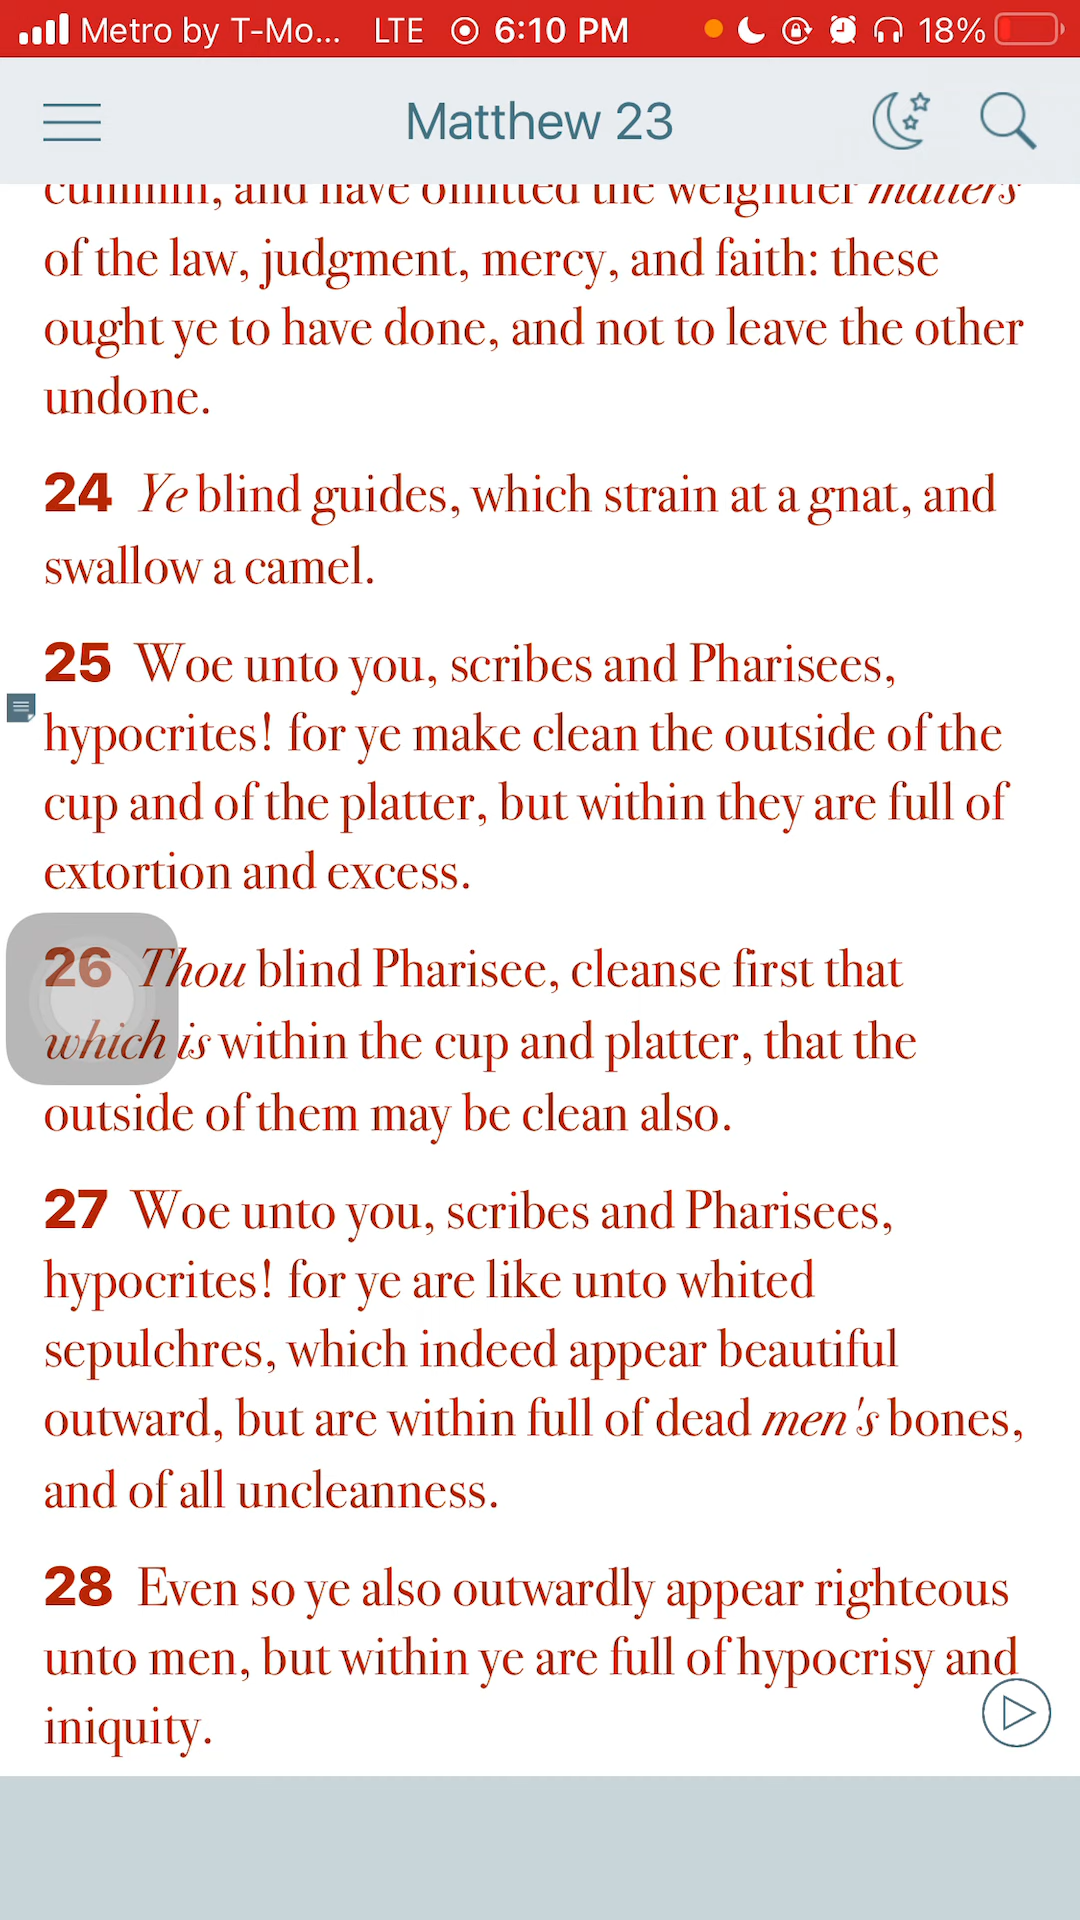 Metro by T-Mo... LTE 6:10 PM 18%
Matthew 23
cummin, and have omitted the weightier matters
of the law, judgment, mercy, and faith: these
ought ye to have done, and not to leave the other
undone.
24 Ye blind guides, which strain at a gnat, and
swallow a camel.
25 Woe unto you, scribes and Pharisees,
hypocrites! for ye make clean the outside of the
cup and of the platter, but within they are full of
extortion and excess.
26 Thou blind Pharisee, cleanse first that
which is within the cup and platter, that the
outside of them may be clean also.
27 Woe unto you, scribes and Pharisees,
hypocrites! for ye are like unto whited
sepulchres, which indeed appear beautiful
outward, but are within full of dead men's bones,
and of all uncleanness.
28 Even so ye also outwardly appear righteous
unto men, but within ye are full of hypocrisy and
iniquity.